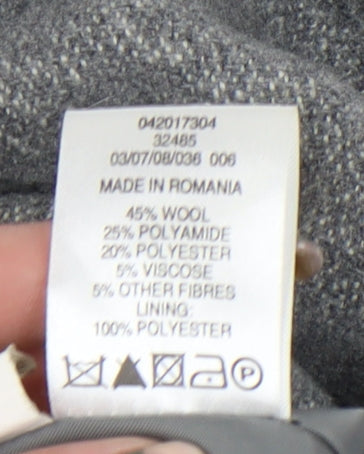 042017304
32485
03/07/08/036 006
MADE IN ROMANIA
45% WOOL
25% POLYAMIDE
20% POLYESTER
5% VISCOSE
5% OTHER FIBRES
LINING:
100% POLYESTER
P